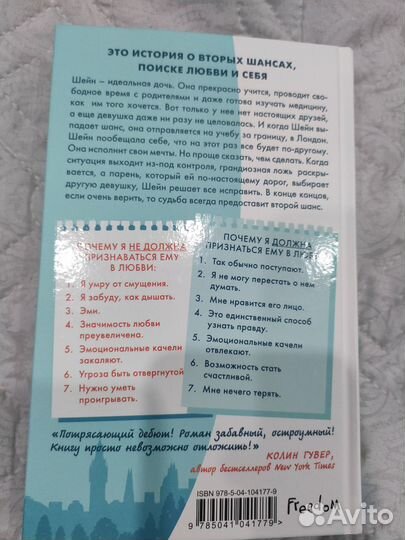 ЭТО ИСТОРИЯ О ВТОРЫХ ШАНСАХ,
ПОИСКЕ ЛЮБВИ И СЕБЯ
Шейн – идеальная дочь. Она прекрасно учится, проводит сво-
бодное время с родителями и даже готова изучать медицину,
как им того хочется. Вот только у нее нет настоящих друзей,
а еще девушка даже ни разу не целовалась. И когда Шейн вы-
падает шанс, она отправляется на учебу за границу, в Лондон.
Шейн пообещала себе, что на этот раз все будет по-другому.
Она исполнит свои мечты. Но проще сказать, чем сделать. Когда
ситуация выходит из-под контроля, грандиозная ложь раскры-
вается, а парень, который ей по-настоящему дорог, выбирает
другую девушку, Шейн решает все исправить. В конце концов,
если очень верить, то судьба всегда предоставит второй шанс.
ПОЧЕМУ Я НЕ ДОЛЖНА
ПРИЗНАВАТЬСЯ ЕМУ
В ЛЮБВИ:
1. Я умру от смущения.
2. Я забуду, как дышать.
3. Эми.
4. Значимость любви
преувеличена.
5. Эмоциональные качели
закаляют.
6. Угроза быть отвергнутой
7. Нужно уметь
проигрывать.
ПОЧЕМУ Я ДОЛЖНА
ПРИЗНАТЬСЯ ЕМУ В ЛЮБВИ
1. Так обычно поступают.
2. Я не могу перестать о нем
думать.
3. Мне нравится его лицо.
4. Это единственный способ
узнать правду.
5. Эмоциональные качели
отвлекают.
6. Возможность стать
счастливой.
7. Мне нечего терять.
«Потрясающий дебют! Роман забавный, остроумный!
Книгу просто невозможно отложить!»
КОЛИН ГУВЕР,
автор бестселлеров New York Times
ISBN 978-5-04-104177-9
9 785041 041779 >
Freedom
Avito